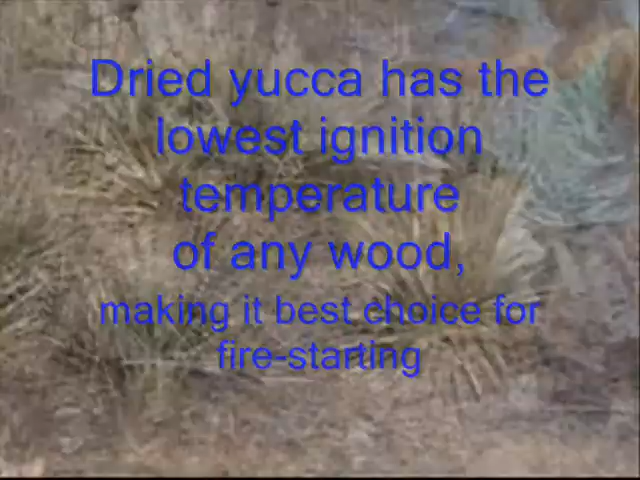 Dried yucca has the
lowest ignition
temperature
of any wood,
making it best choice for
fire-starting